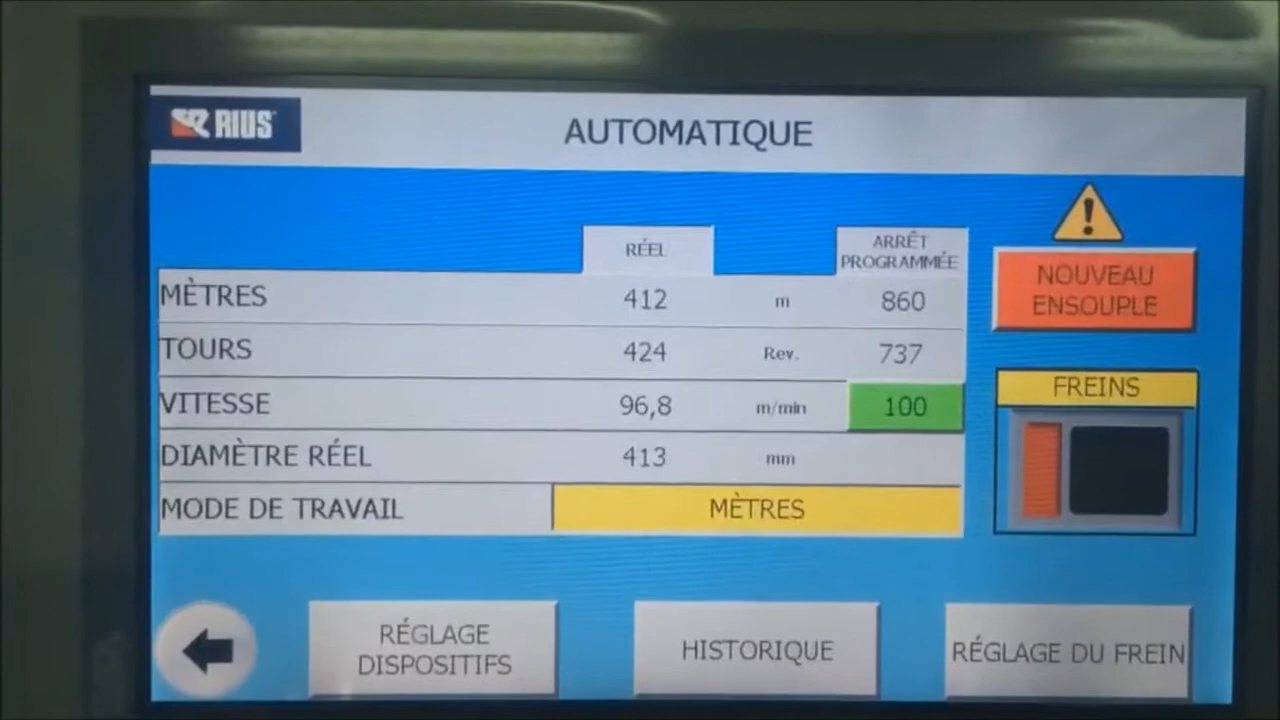 RIUS
AUTOMATIQUE
RÉEL
ARRÊT
PROGRAMMÉE
MÈTRES 412 m 860
TOURS 424 Rev. 737
VITESSE 96,8 m/min 100
DIAMÈTRE RÉEL 413 mm
MODE DE TRAVAIL MÈTRES
NOUVEAU
ENSOUPLE
FREINS
RÉGLAGE
DISPOSITIFS
HISTORIQUE
RÉGLAGE DU FREIN